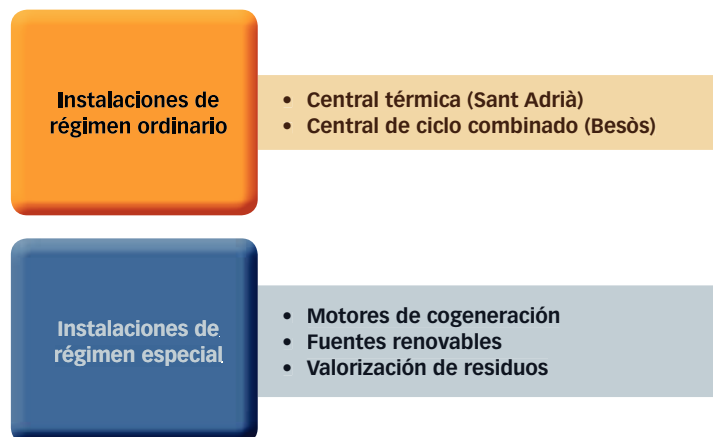 Instalaciones de
régimen ordinario
• Central térmica (Sant Adrià)
• Central de ciclo combinado (Besòs)
Instalaciones de
régimen especial
• Motores de cogeneración
• Fuentes renovables
• Valorización de residuos